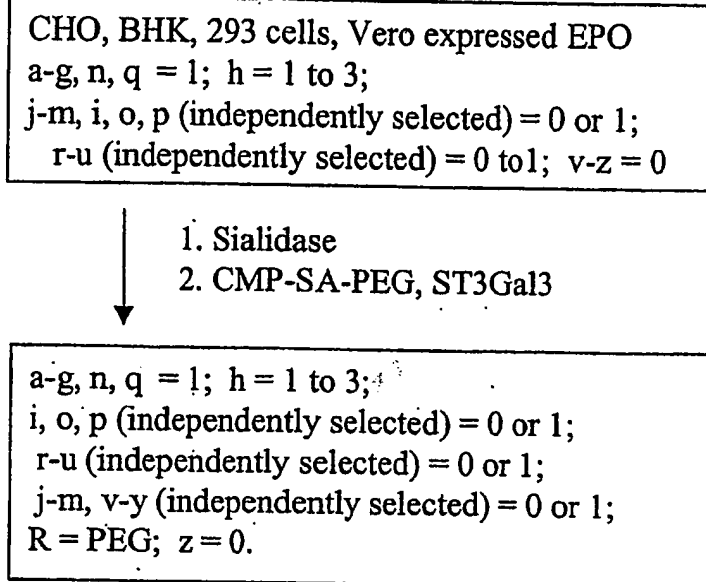 CHO, BHK, 293 cells, Vero expressed EPO
a-g, n, q = 1; h = 1 to 3;
j-m, i, o, p (independently selected) = 0 or 1;
r-u (independently selected) = 0 to1; v-z = 0
1. Sialidase
2. CMP-SA-PEG, ST3Gal3
a-g, n, q = 1; h = 1 to 3;
i, o, p (independently selected) = 0 or 1;
r-u (independently selected) = 0 or 1;
j-m, v-y (independently selected) = 0 or 1;
R = PEG; z = 0.